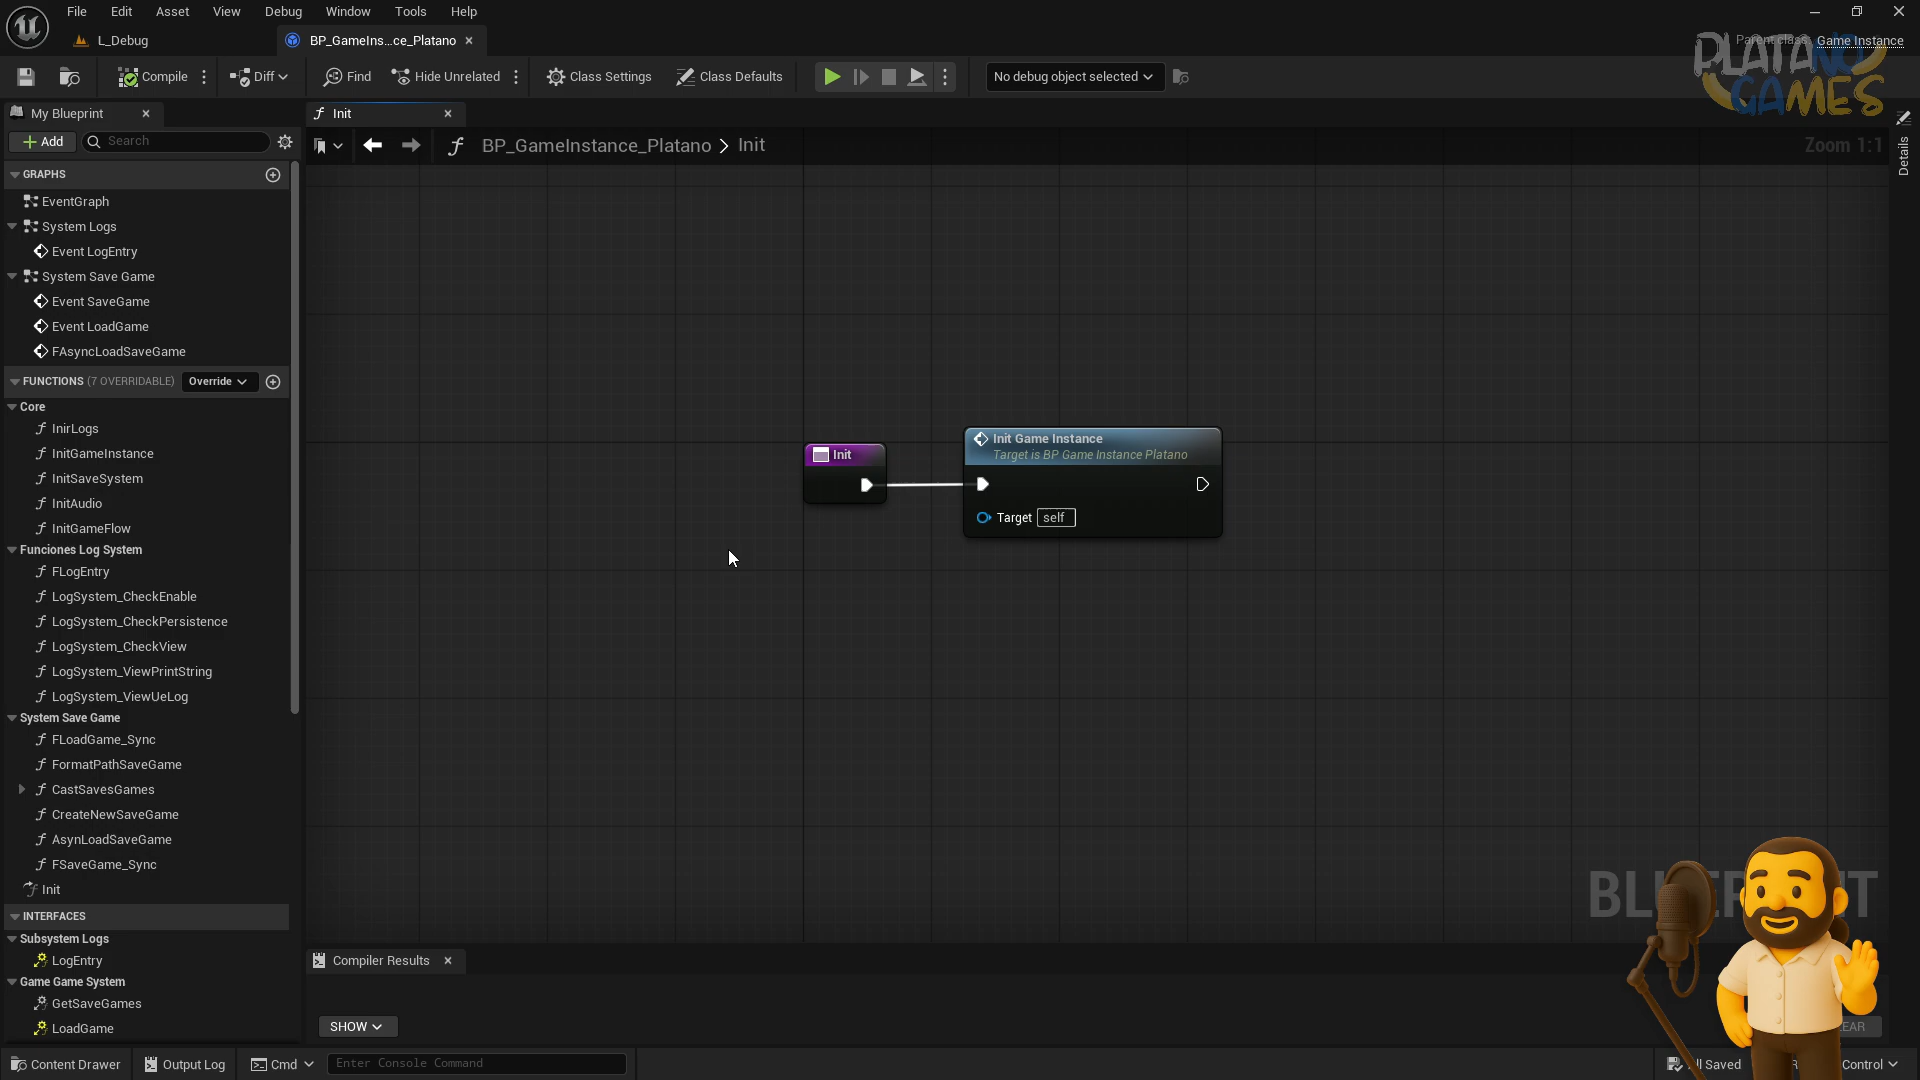 File Edit Asset View Debug Window Tools Help
L_Debug
BP_GameIns...ce_Platano
Parent class: Game Instance
PLATANO
GAMES
Compile
Diff
Find
Hide Unrelated
Class Settings
Class Defaults
No debug object selected
My Blueprint
Init
Add
Search
BP_GameInstance_Platano > Init
Zoom 1:1
Details
GRAPHS
EventGraph
System Logs
Event LogEntry
System Save Game
Event SaveGame
Event LoadGame
FAsyncLoadSaveGame
FUNCTIONS (7 OVERRIDABLE) Override
Core
InirLogs
InitGameInstance
InitSaveSystem
InitAudio
InitGameFlow
Funciones Log System
FLogEntry
LogSystem_CheckEnable
LogSystem_CheckPersistence
LogSystem_CheckView
LogSystem_ViewPrintString
LogSystem_ViewUeLog
System Save Game
FLoadGame_Sync
FormatPathSaveGame
CastSavesGames
CreateNewSaveGame
AsynLoadSaveGame
FSaveGame_Sync
Init
INTERFACES
Subsystem Logs
LogEntry
Game Game System
GetSaveGames
LoadGame
Init
Init Game Instance
Target is BP Game Instance Platano
Target self
Compiler Results
SHOW
Content Drawer
Output Log
Cmd
Enter Console Command
Saved
Control